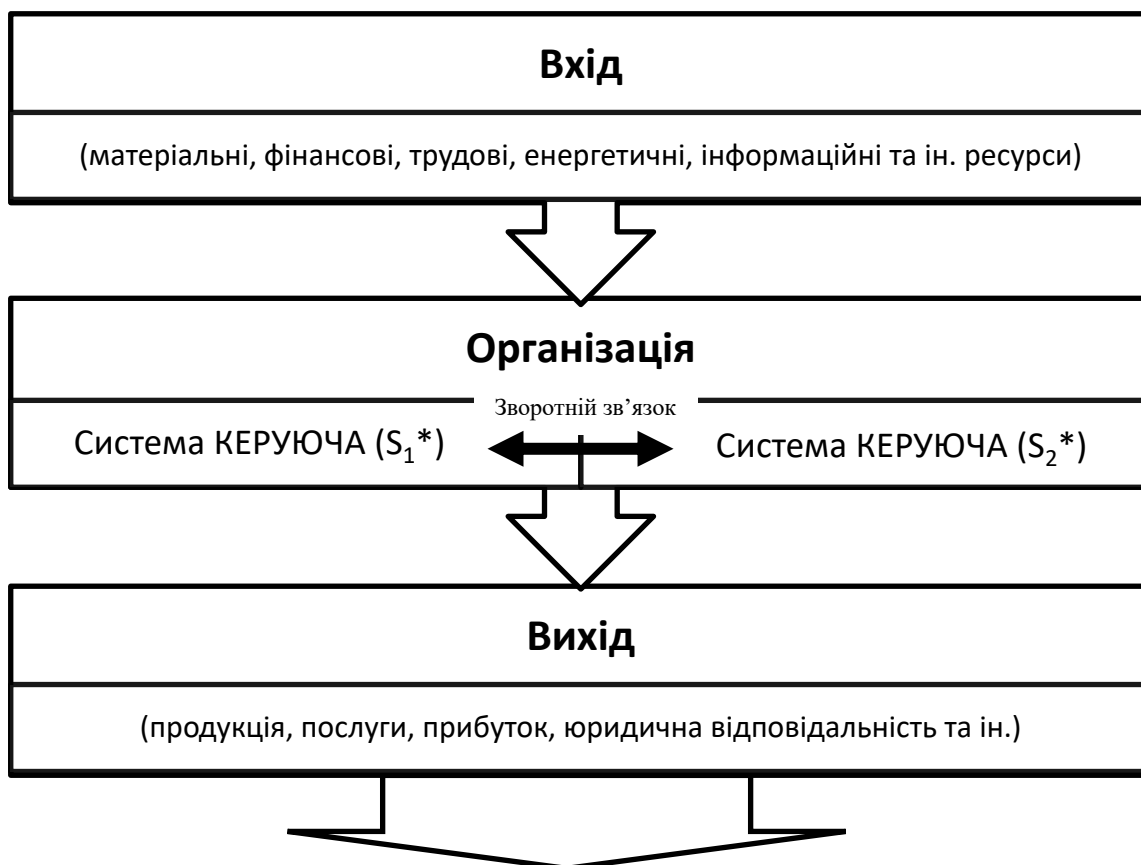 Вхід
(матеріальні, фінансові, трудові, енергетичні, інформаційні та ін. ресурси)
Організація
Зворотній зв’язок
Система КЕРУЮЧА (S₁*)
Система КЕРУЮЧА (S₂*)
Вихід
(продукція, послуги, прибуток, юридична відповідальність та ін.)